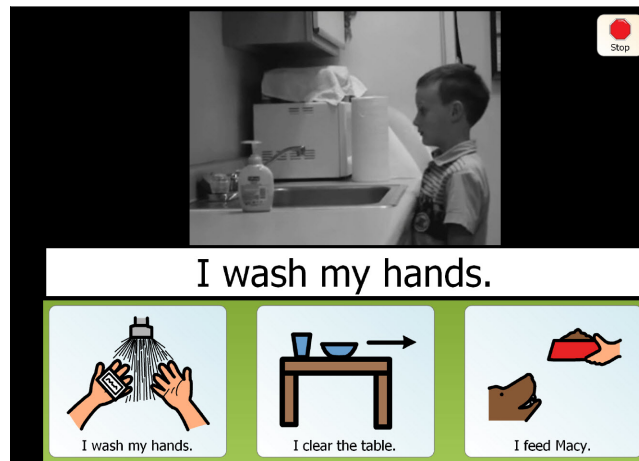 Stop
I wash my hands.
I wash my hands.
I clear the table.
I feed Macy.